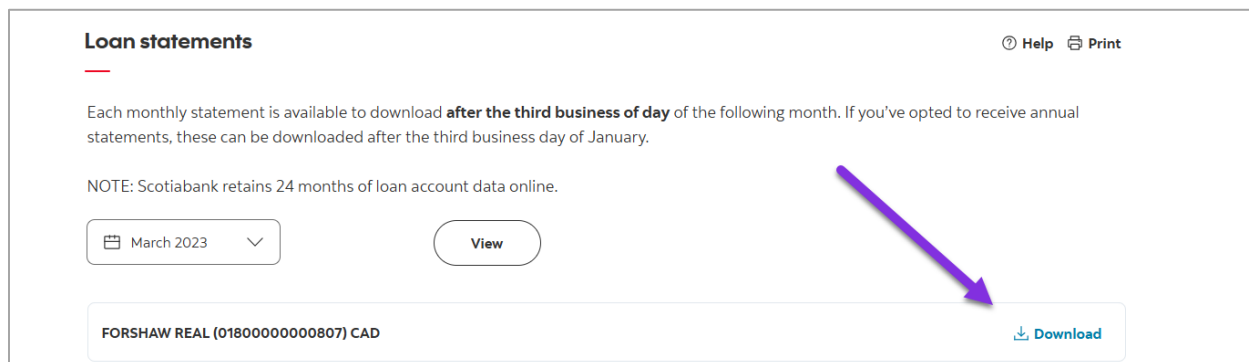 Loan statements
Help Print
Each monthly statement is available to download after the third business of day of the following month. If you've opted to receive annual
statements, these can be downloaded after the third business day of January.
NOTE: Scotiabank retains 24 months of loan account data online.
March 2023 View
FORSHAW REAL (01800000000807) CAD Download